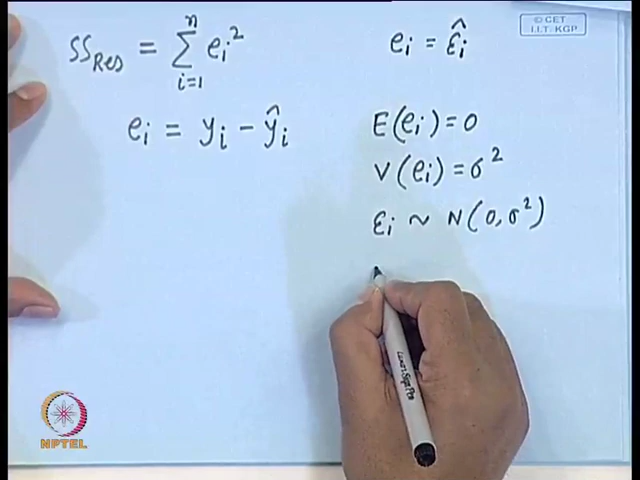 SS_Res = Σ_{i=1}^{n} e_i^2
e_i = y_i - ŷ_i
e_i = ε̂_i
E(e_i) = 0
V(e_i) = σ^2
ε_i ~ N(0, σ^2)
© CET
I.I.T. KGP
NPTEL